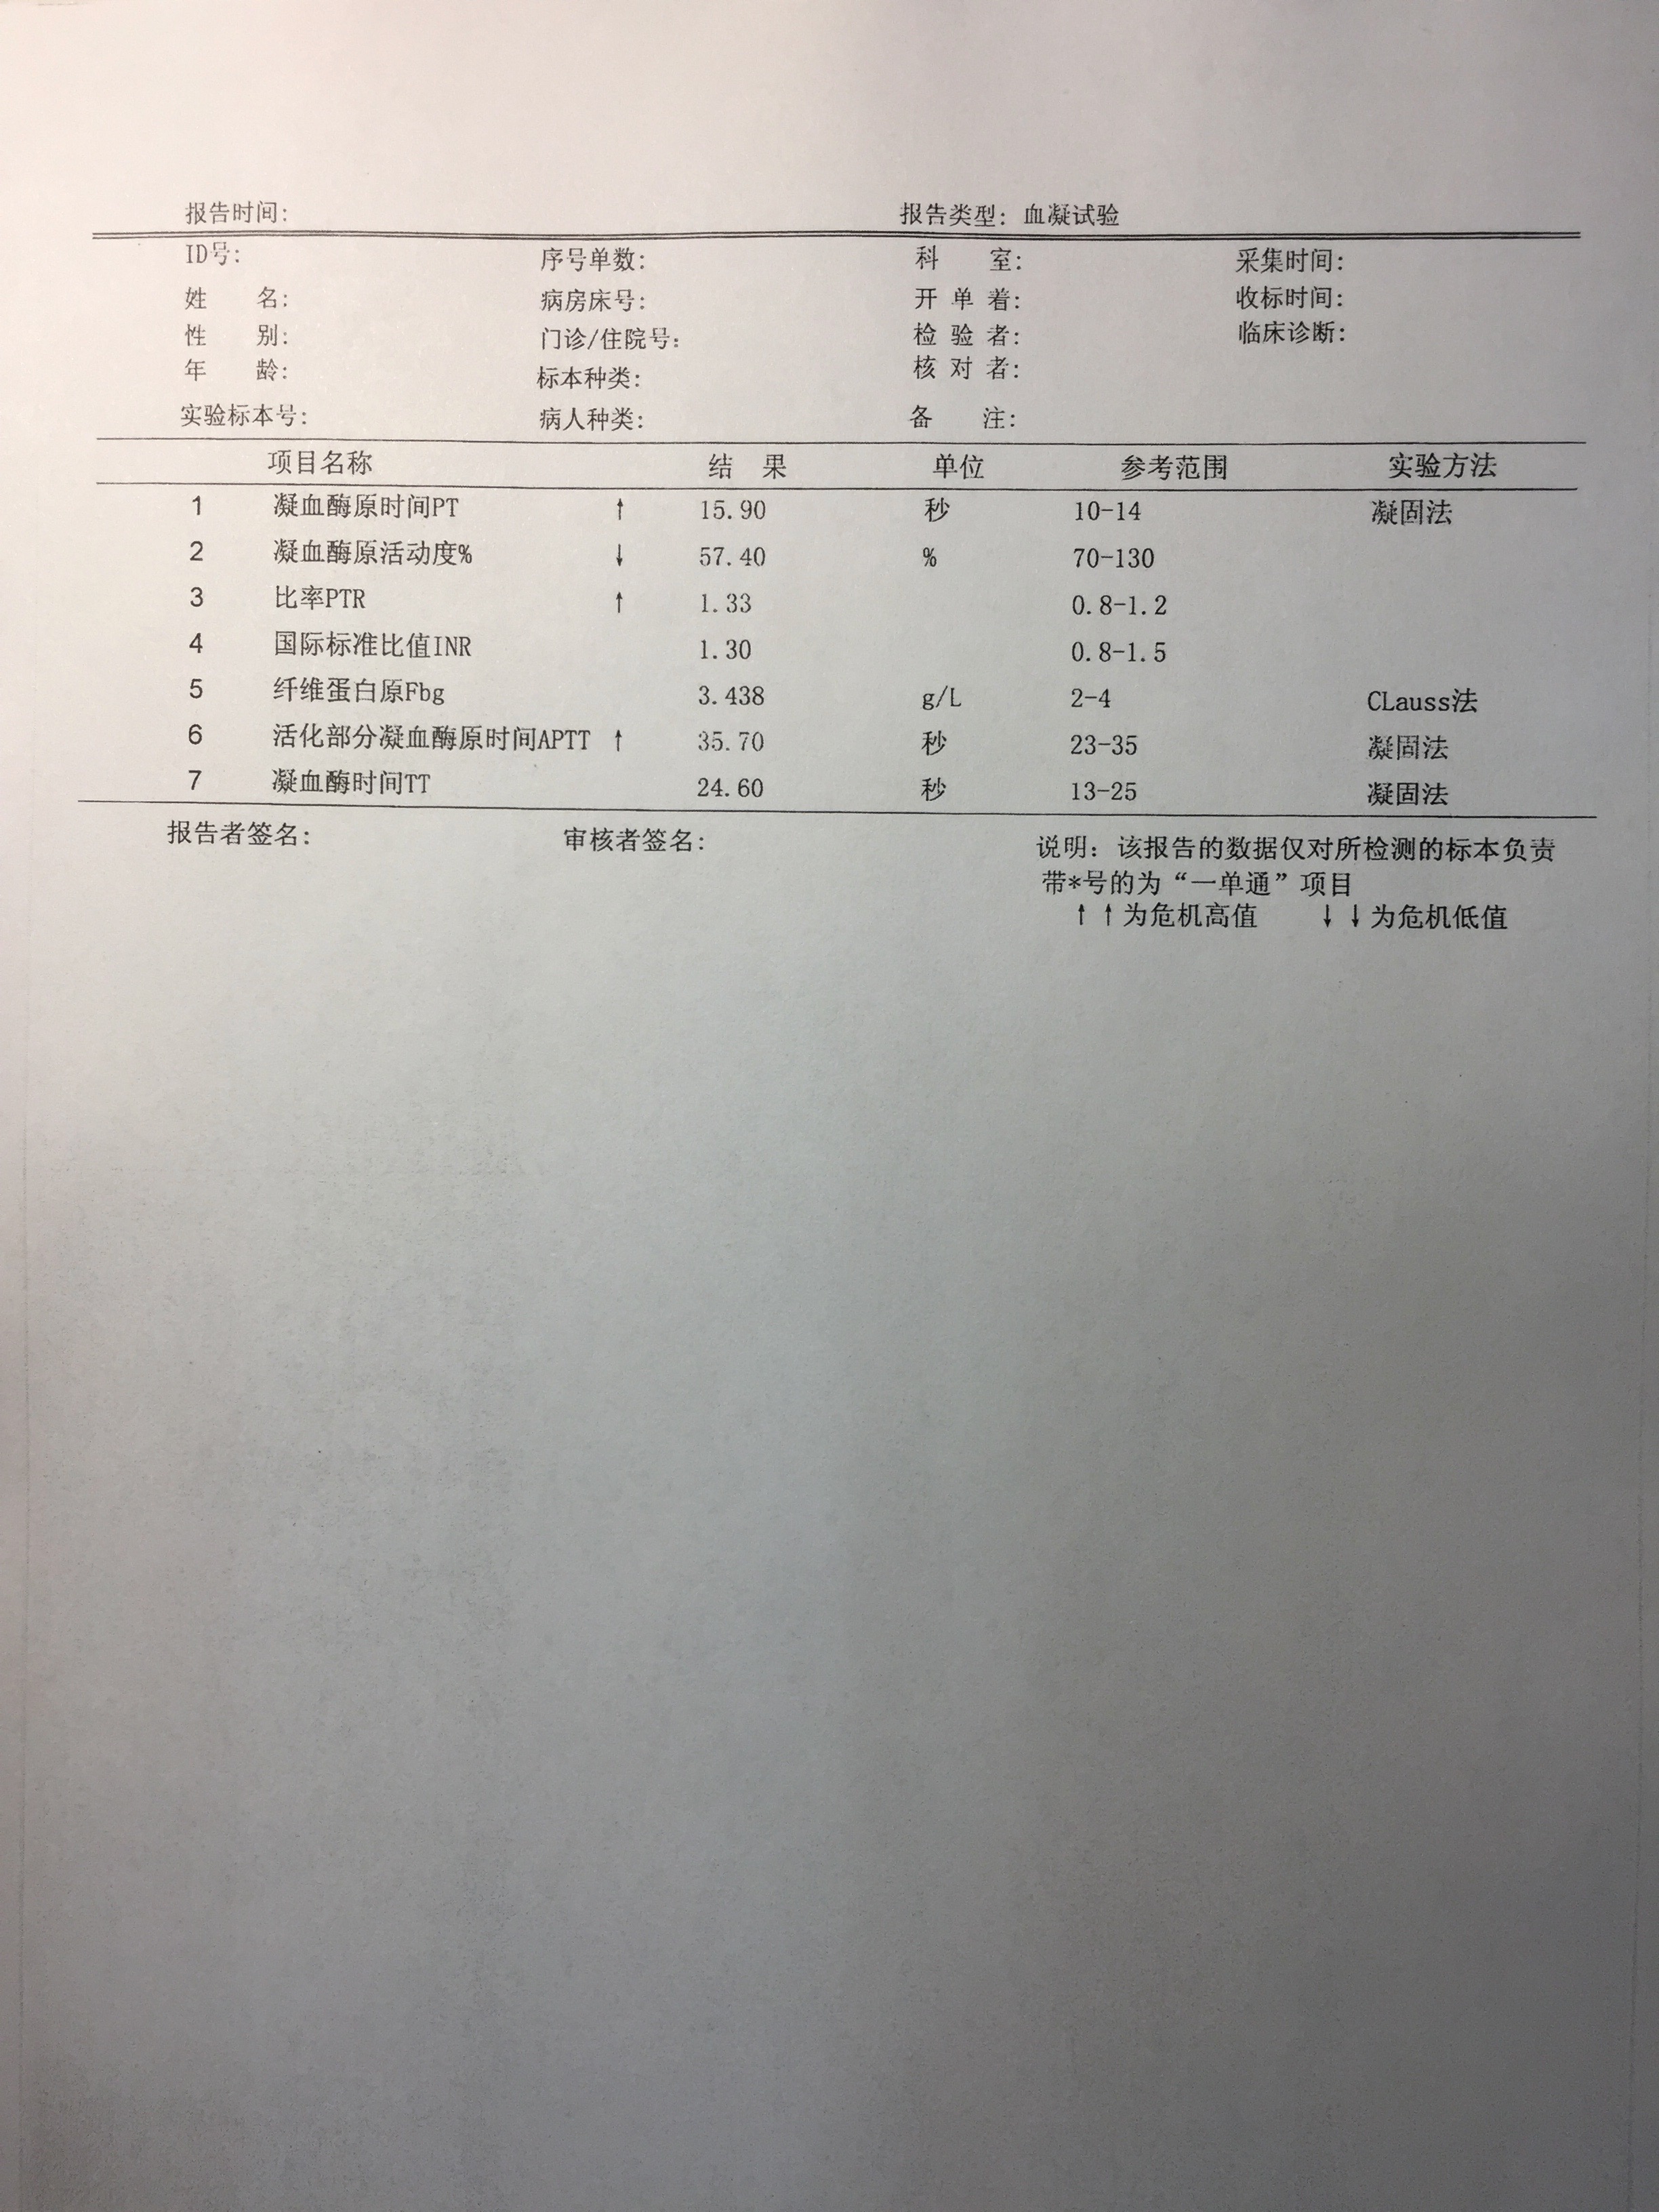 报告时间: 报告类型: 血凝试验
ID号: 序号单数: 科 室: 采集时间:
姓 名: 病房床号: 开 单 着: 收标时间:
性 别: 门诊/住院号: 检 验 者: 临床诊断:
年 龄: 标本种类: 核 对 者:
实验标本号: 病人种类: 备 注:
项目名称 结 果 单位 参考范围 实验方法
1 凝血酶原时间PT ↑ 15.90 秒 10-14 凝固法
2 凝血酶原活动度% ↓ 57.40 % 70-130
3 比率PTR ↑ 1.33 0.8-1.2
4 国际标准比值INR 1.30 0.8-1.5
5 纤维蛋白原Fbg 3.438 g/L 2-4 CLauss法
6 活化部分凝血酶原时间APTT ↑ 35.70 秒 23-35 凝固法
7 凝血酶时间TT 24.60 秒 13-25 凝固法
报告者签名: 审核者签名: 说明: 该报告的数据仅对所检测的标本负责
带*号的为“一单通”项目
↑↑为危机高值 ↓↓为危机低值